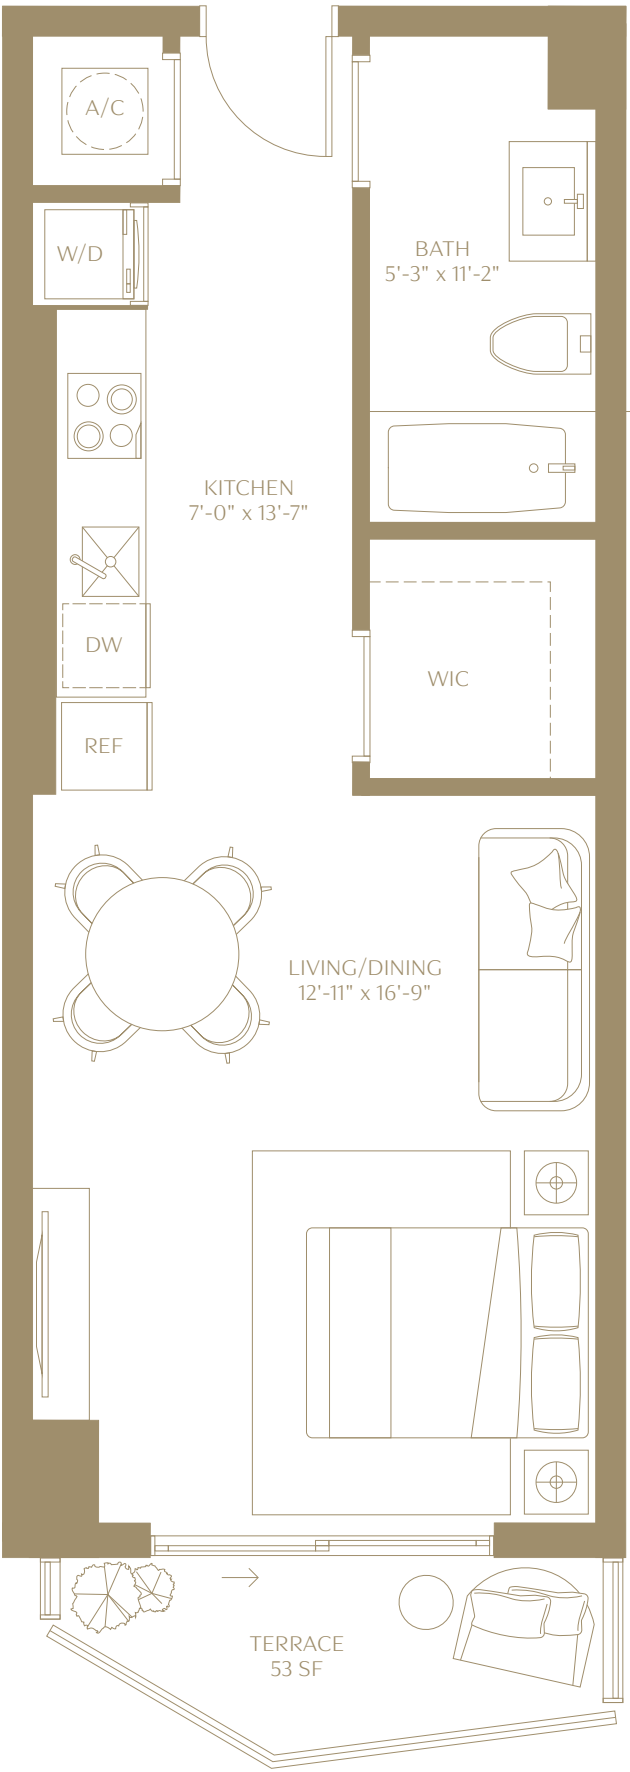 A/C
W/D
BATH
5'-3" x 11'-2"
KITCHEN
7'-0" x 13'-7"
DW
WIC
REF
LIVING/DINING
12'-11" x 16'-9"
TERRACE
53 SF